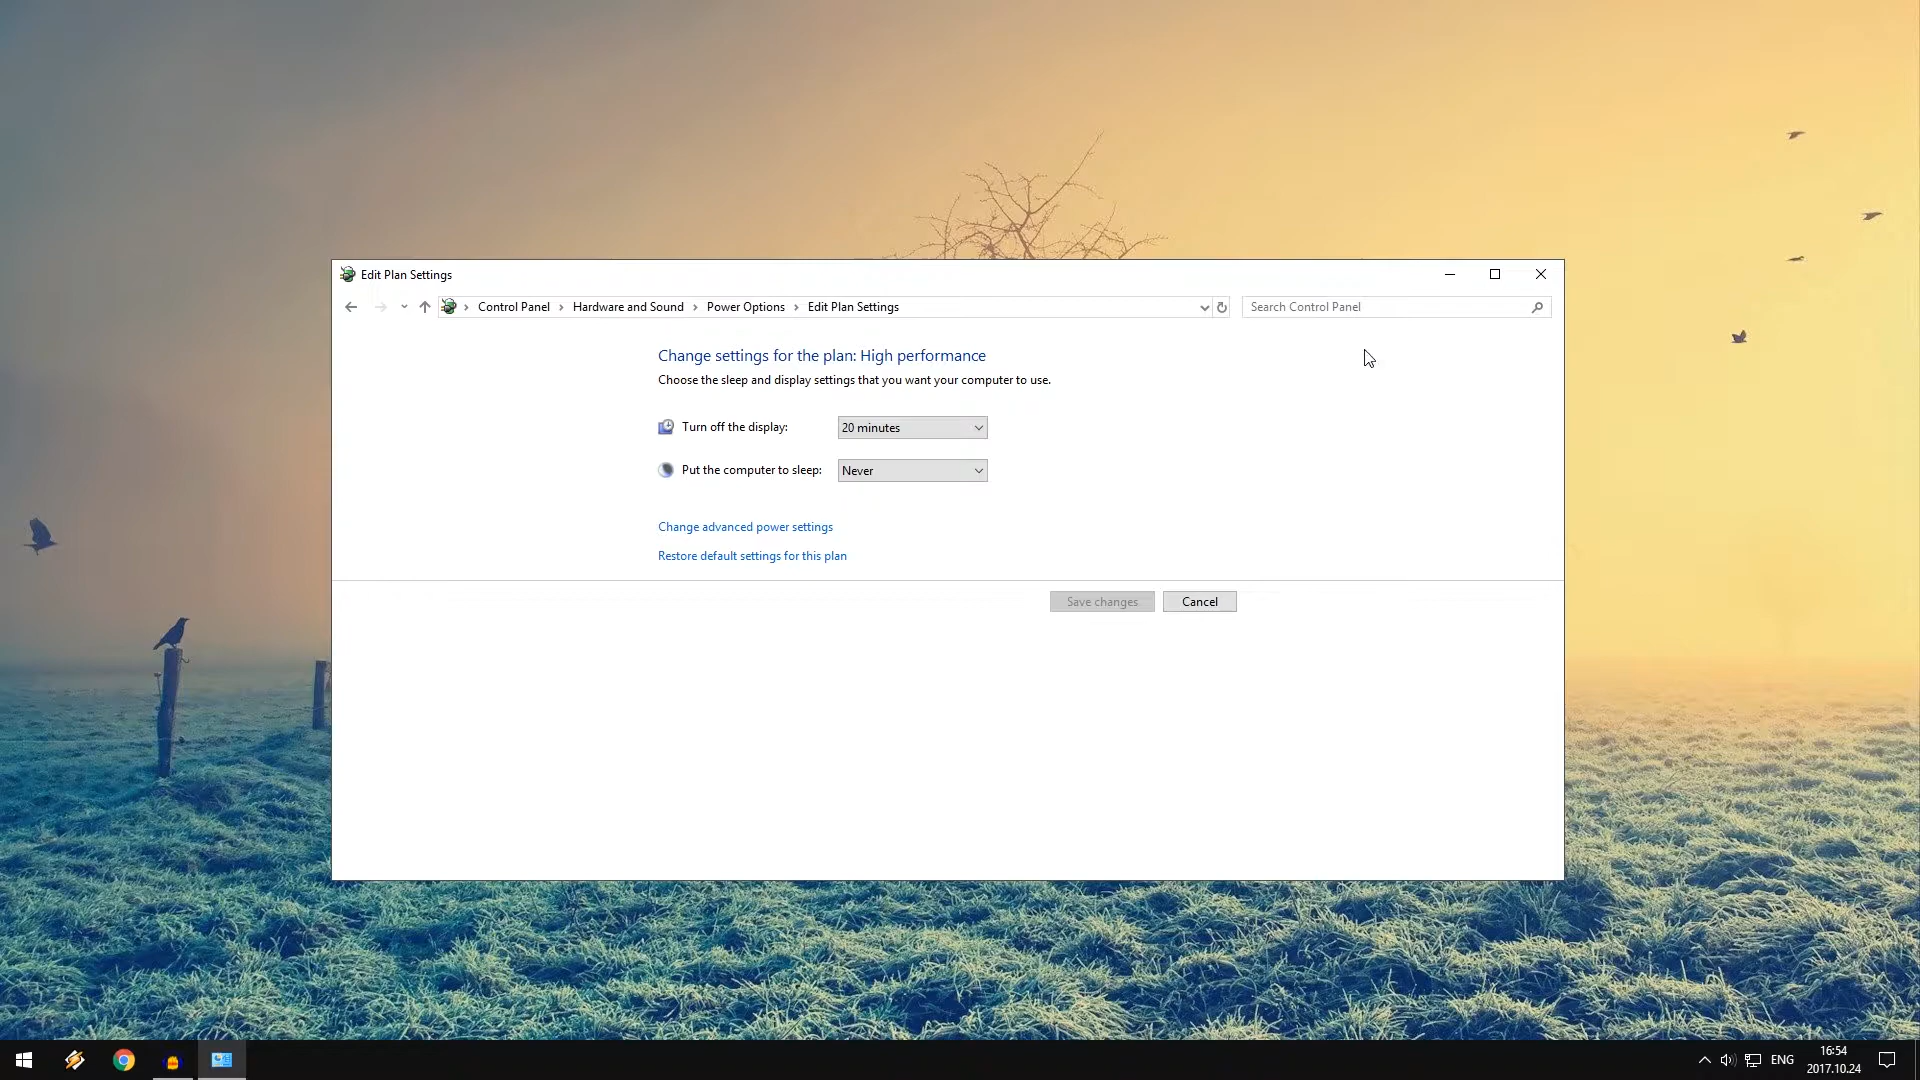 Edit Plan Settings
Control Panel > Hardware and Sound > Power Options > Edit Plan Settings
Search Control Panel
Change settings for the plan: High performance
Choose the sleep and display settings that you want your computer to use.
Turn off the display: 20 minutes
Put the computer to sleep: Never
Change advanced power settings
Restore default settings for this plan
Save changes Cancel
ENG
16:54
2017.10.24